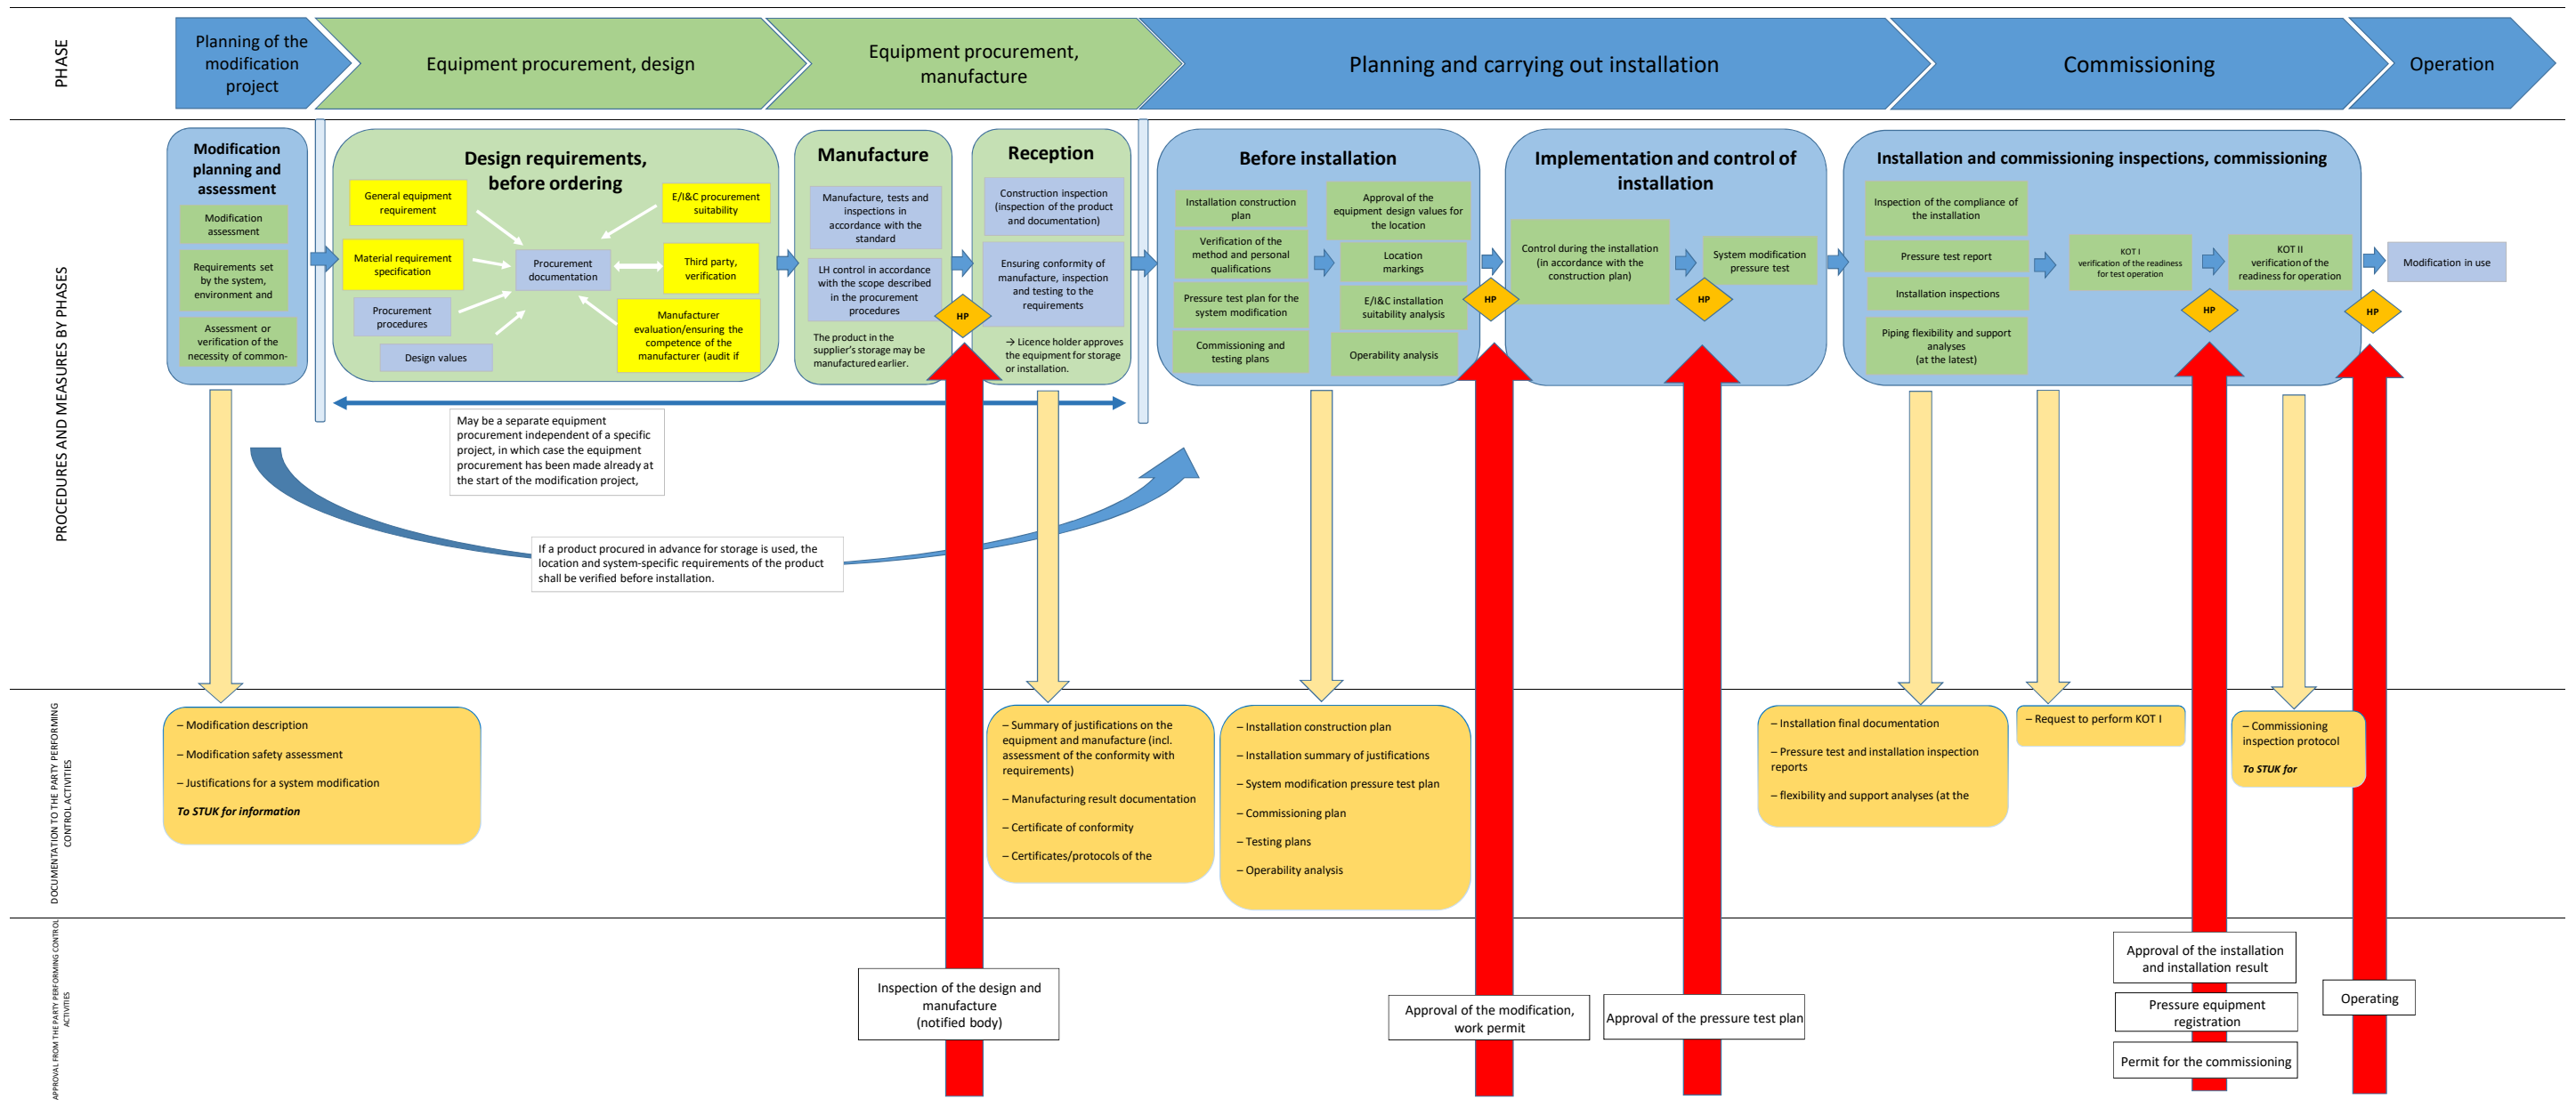 PHASE
Planning of the
modification
project
Equipment procurement, design
Equipment procurement,
manufacture
Planning and carrying out installation
Commissioning
Operation
PROCEDURES AND MEASURES BY PHASES
Modification
planning and
assessment
Modification
assessment
Requirements set
by the system,
environment and
Assessment or
verification of the
necessity of common-
Design requirements,
before ordering
General equipment
requirement
E/I&C procurement
suitability
Material requirement
specification
Procurement
documentation
Third party,
verification
Procurement
procedures
Design values
Manufacturer
evaluation/ensuring the
competence of the
manufacturer (audit if
Manufacture
Manufacture, tests and
inspections in
accordance with the
standard
LH control in accordance
with the scope described
in the procurement
procedures
The product in the
supplier's storage may be
manufactured earlier.
HP
Reception
Construction inspection
(inspection of the product
and documentation)
Ensuring conformity of
manufacture, inspection
and testing to the
requirements
→ Licence holder approves
the equipment for storage
or installation.
Before installation
Installation construction
plan
Verification of the
method and personal
qualifications
Pressure test plan for the
system modification
Commissioning and
testing plans
Approval of the
equipment design values for
the location
Location
markings
E/I&C installation
suitability analysis
Operability analysis
HP
Implementation and control of
installation
Control during the installation
(in accordance with the
construction plan)
System modification
pressure test
HP
Installation and commissioning inspections, commissioning
Inspection of the compliance of
the installation
Pressure test report
Installation inspections
Piping flexibility and support
analyses
(at the latest)
KOT I
verification of the readiness
for test operation
KOT II
verification of the
readiness for operation
HP
HP
Modification in use
May be a separate equipment
procurement independent of a specific
project, in which case the equipment
procurement has been made already at
the start of the modification project,
If a product procured in advance for storage is used, the
location and system-specific requirements of the product
shall be verified before installation.
DOCUMENTATION TO THE PARTY PERFORMING
CONTROL ACTIVITIES
– Modification description
– Modification safety assessment
– Justifications for a system modification
To STUK for information
– Summary of justifications on the
equipment and manufacture (incl.
assessment of the conformity with
requirements)
– Manufacturing result documentation
– Certificate of conformity
– Certificates/protocols of the
– Installation construction plan
– Installation summary of justifications
– System modification pressure test plan
– Commissioning plan
– Testing plans
– Operability analysis
– Installation final documentation
– Pressure test and installation inspection
reports
– flexibility and support analyses (at the
– Request to perform KOT I
– Commissioning
inspection protocol
To STUK for
APPROVAL FROM THE PARTY PERFORMING CONTROL
ACTIVITIES
Inspection of the design and
manufacture
(notified body)
Approval of the modification,
work permit
Approval of the pressure test plan
Approval of the installation
and installation result
Pressure equipment
registration
Permit for the commissioning
Operating